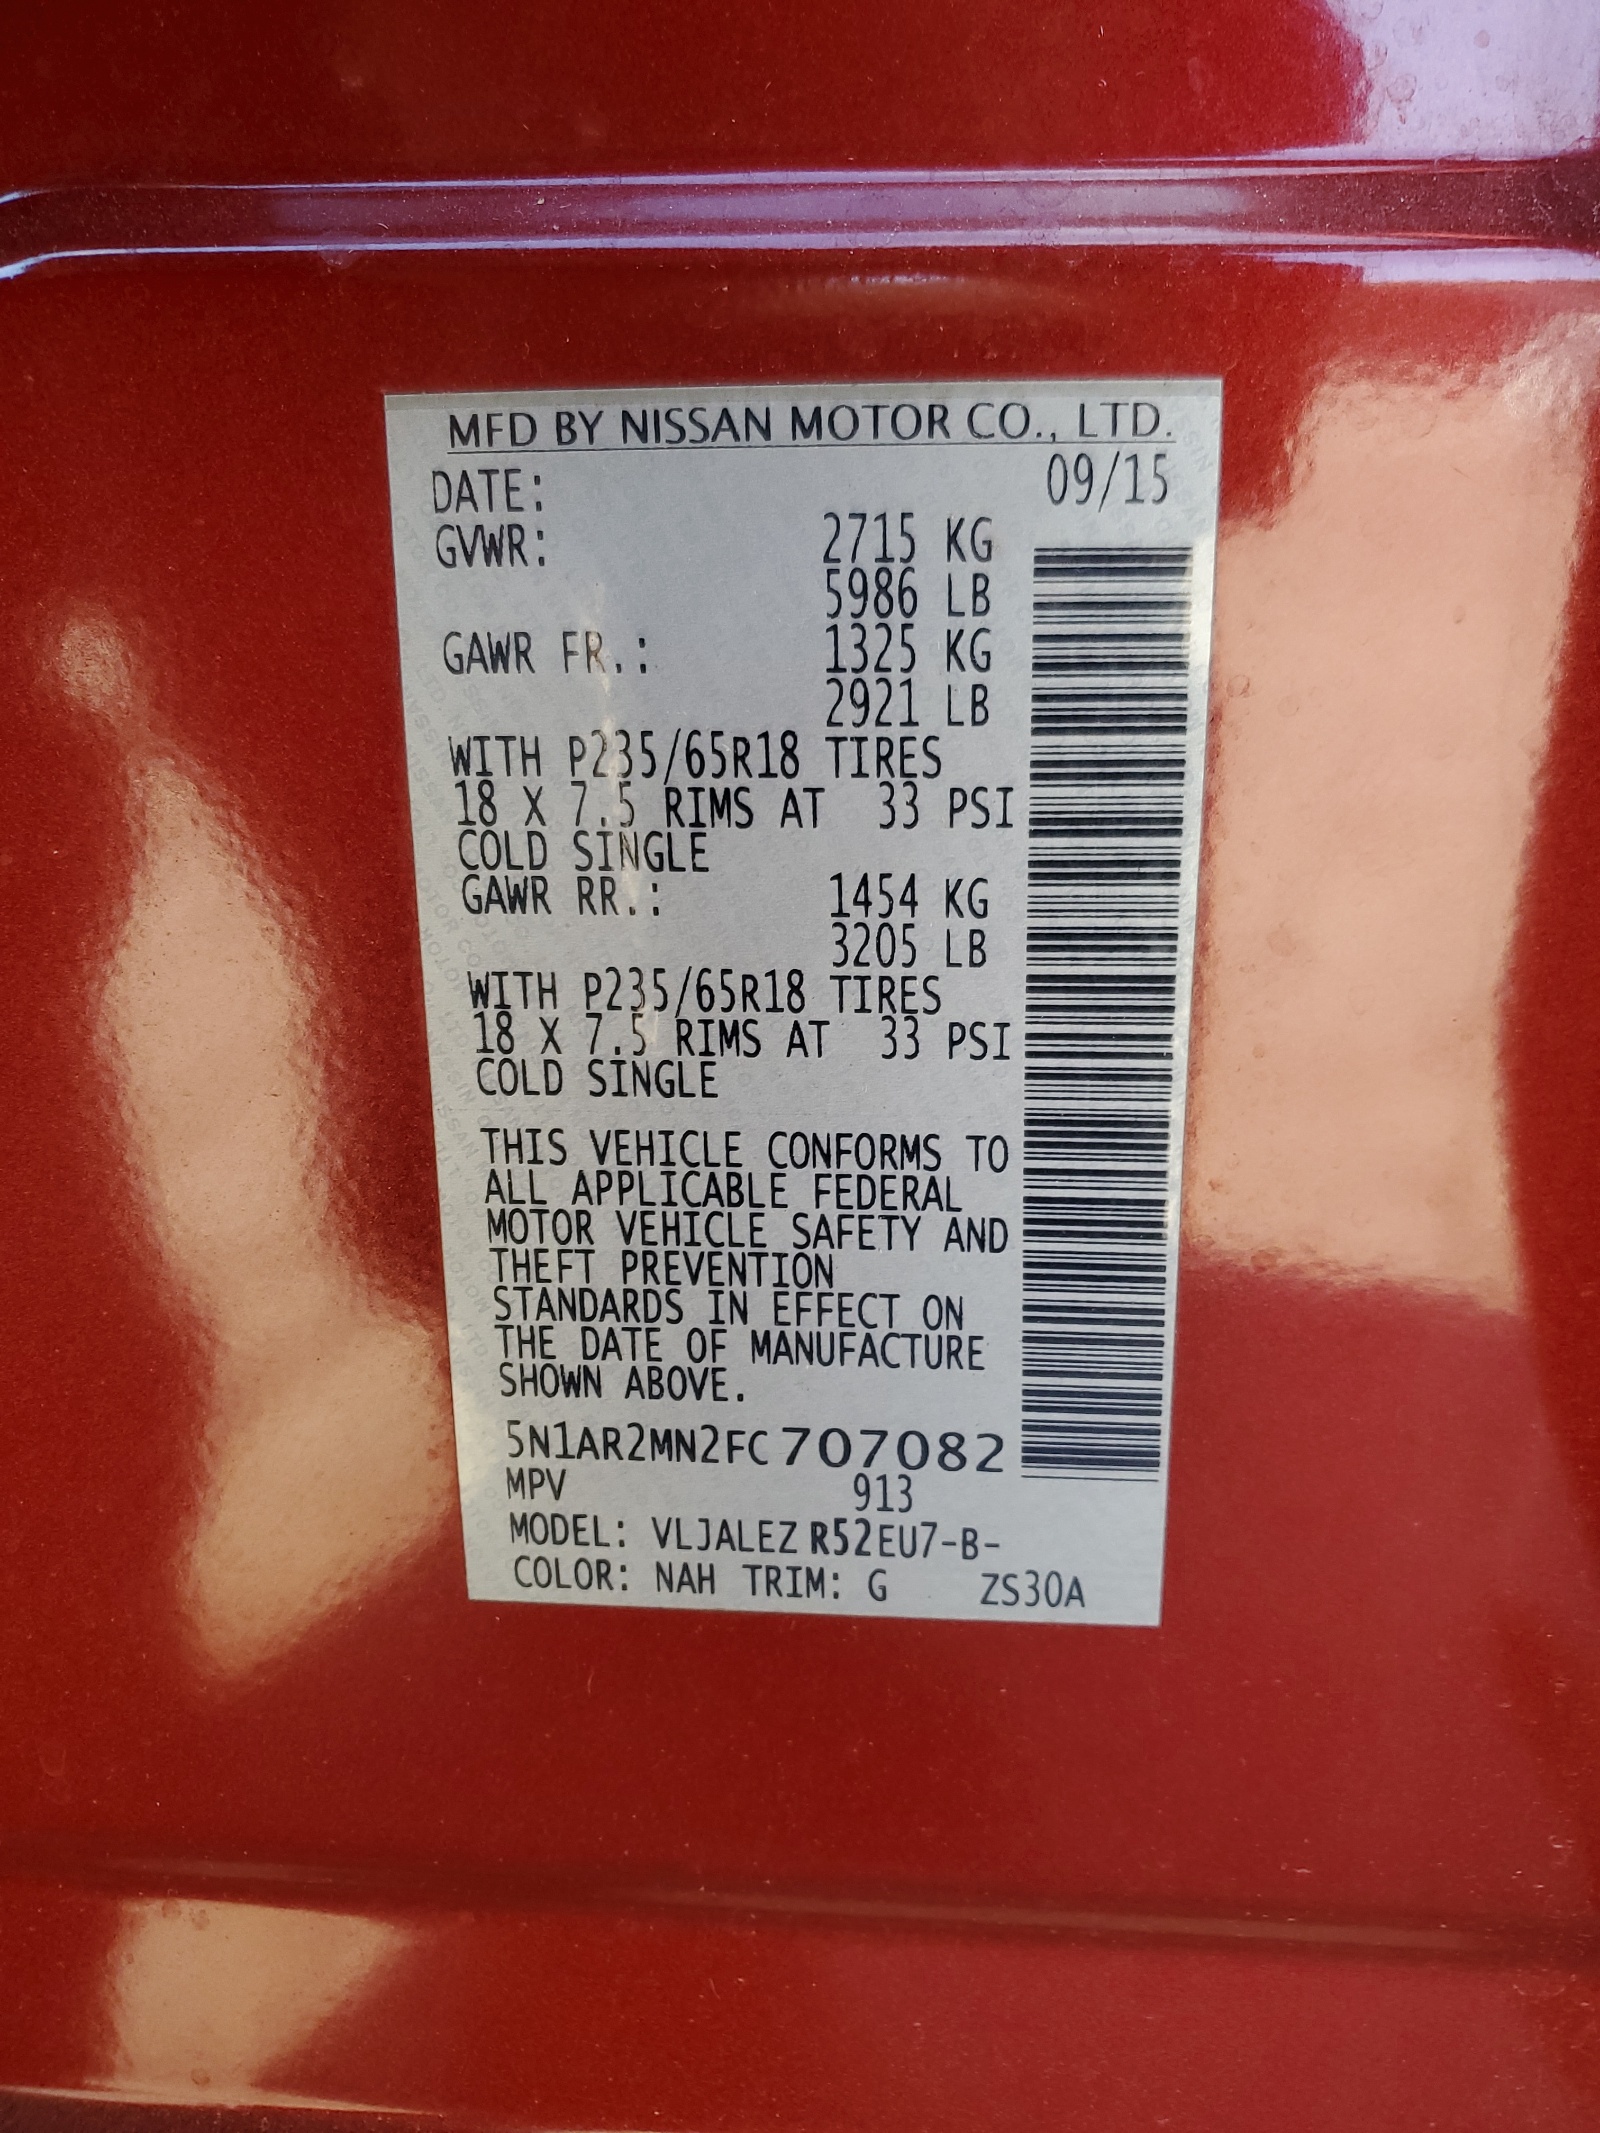 MFD BY NISSAN MOTOR CO., LTD.
DATE: 09/15
GVWR: 2715 KG
5986 LB
GAWR FR.: 1325 KG
2921 LB
WITH P235/65R18 TIRES
18 X 7.5 RIMS AT 33 PSI
COLD SINGLE
GAWR RR.: 1454 KG
3205 LB
WITH P235/65R18 TIRES
18 X 7.5 RIMS AT 33 PSI
COLD SINGLE
THIS VEHICLE CONFORMS TO
ALL APPLICABLE FEDERAL
MOTOR VEHICLE SAFETY AND
THEFT PREVENTION
STANDARDS IN EFFECT ON
THE DATE OF MANUFACTURE
SHOWN ABOVE.
5N1AR2MN2FC707082
MPV 913
MODEL: VLJALEZ R52EU7-B-
COLOR: NAH TRIM: G ZS30A